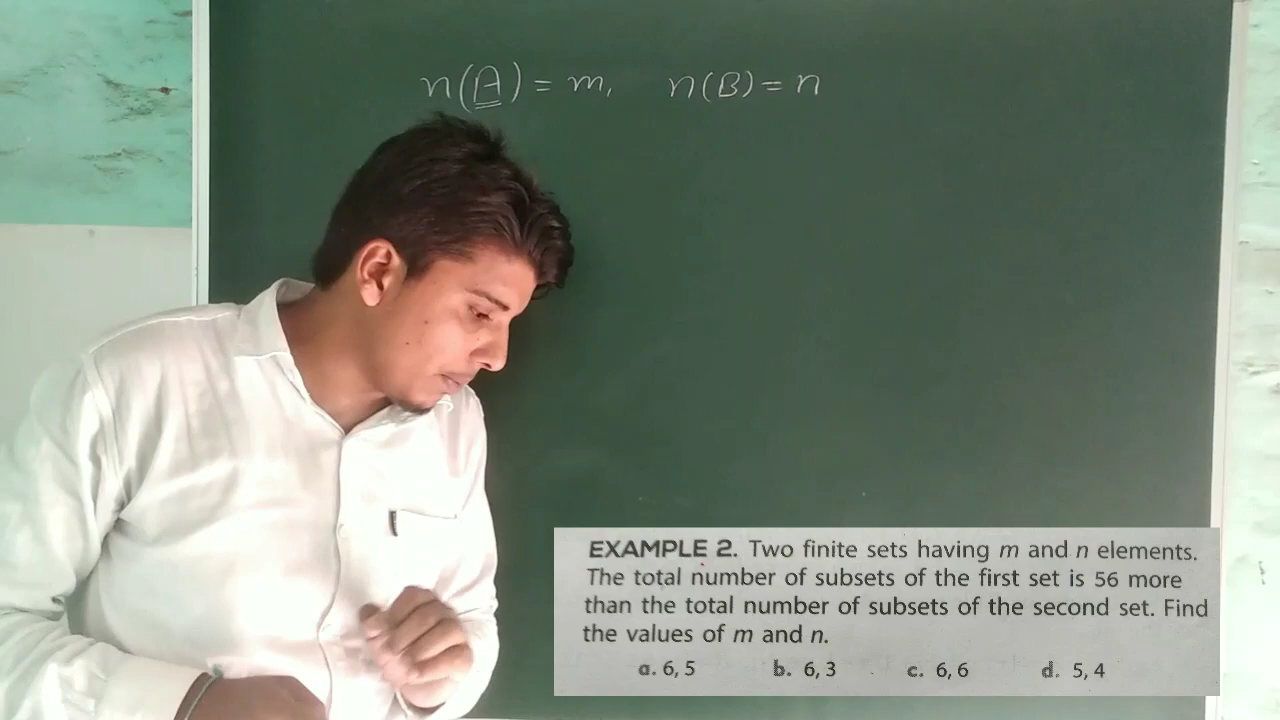 n(A) = m, n(B) = n
EXAMPLE 2. Two finite sets having m and n elements.
The total number of subsets of the first set is 56 more
than the total number of subsets of the second set. Find
the values of m and n.
a. 6, 5 b. 6, 3 c. 6, 6 d. 5, 4